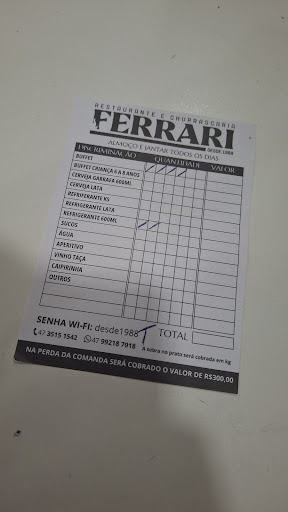 RESTAURANTE E CHURRASCARIA
FERRARI
DESDE 1988
ALMOÇO E JANTAR TODOS OS DIAS
DISCRIMINAÇÃO QUANTIDADE VALOR
BUFFET
BUFFET CRIANÇA 6 A 8 ANOS
CERVEJA GARRAFA 600ML
CERVEJA LATA
REFRIFERANTE KS
REFRIGERANTE LATA
REFRIGERANTE 600ML
SUCOS
ÁGUA
APERITIVO
VINHO TAÇA
CAIPIRINHA
OUTROS
SENHA WI-FI: desde1988 TOTAL
47 3515 1542 47 99218 7918 A sobra no prato será cobrada em kg
NA PERDA DA COMANDA SERÁ COBRADO O VALOR DE R$300,00